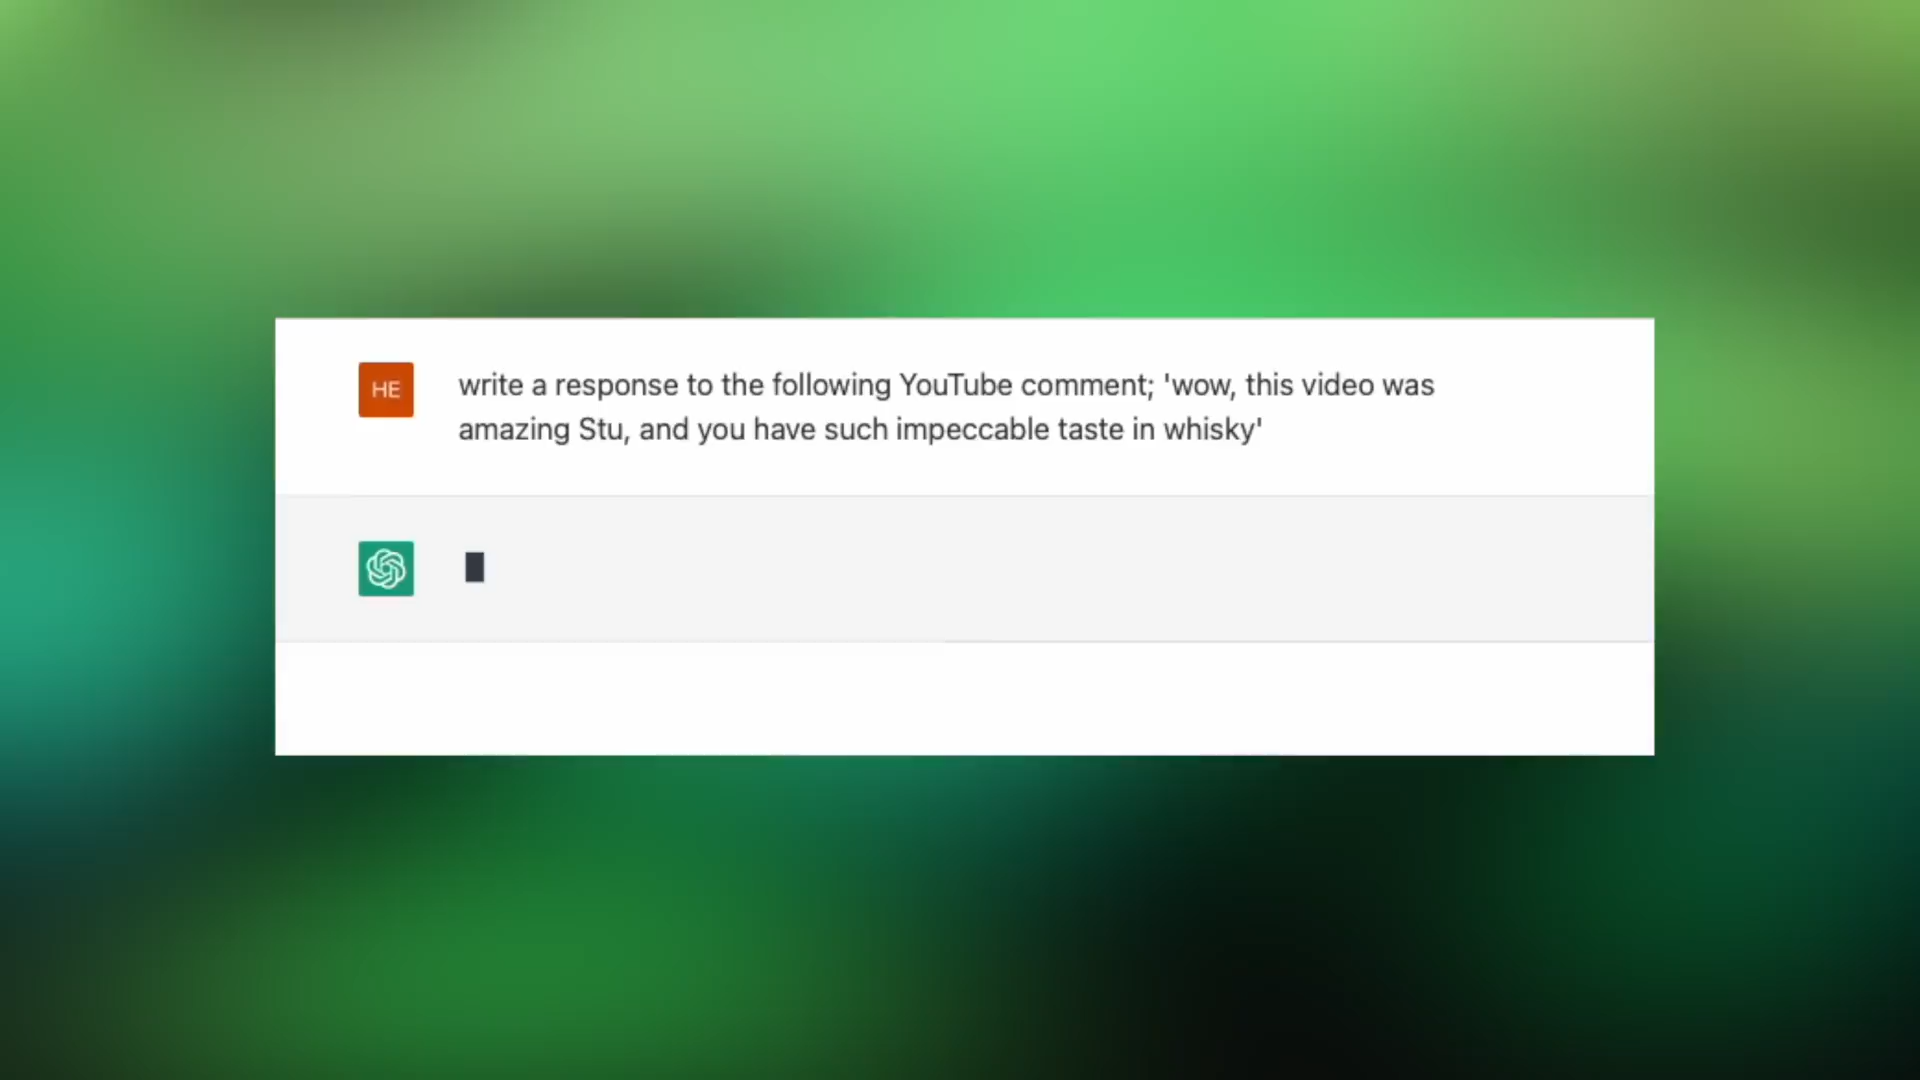 HE
write a response to the following YouTube comment; 'wow, this video was
amazing Stu, and you have such impeccable taste in whisky'